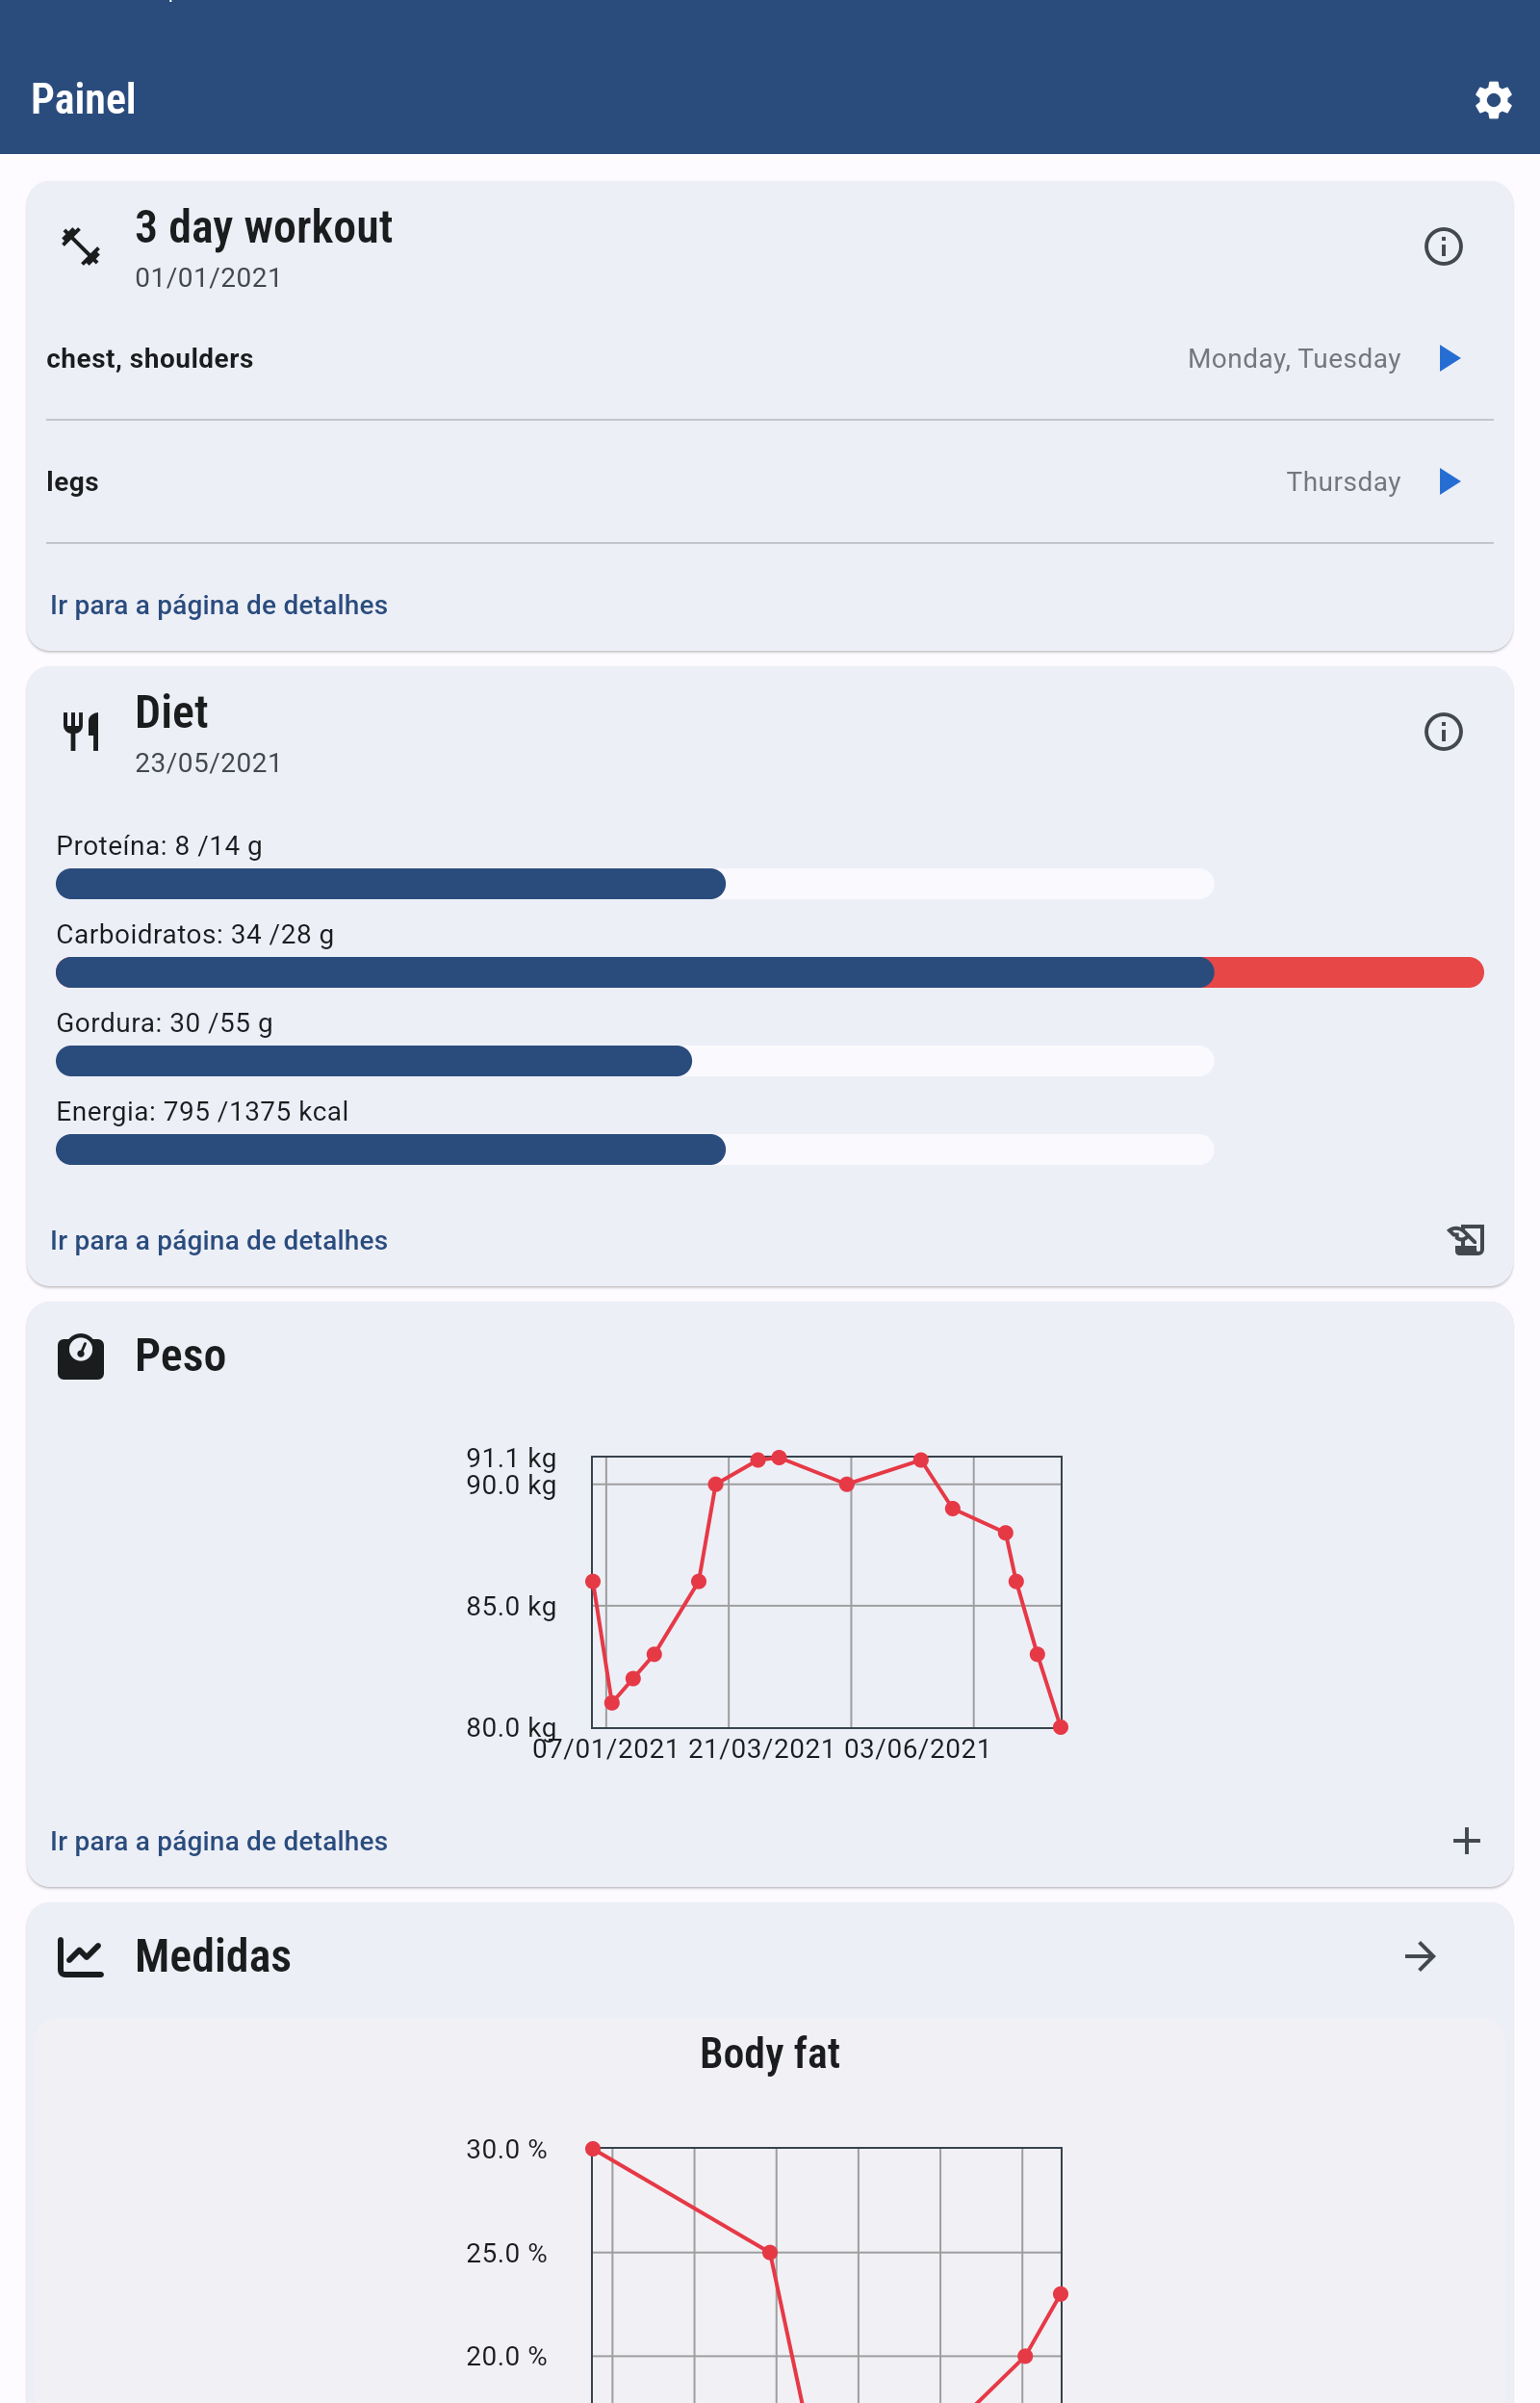 Painel
3 day workout
01/01/2021
chest, shoulders
Monday, Tuesday
legs
Thursday
Ir para a página de detalhes
Diet
23/05/2021
Proteína: 8 /14 g
Carboidratos: 34 /28 g
Gordura: 30 /55 g
Energia: 795 /1375 kcal
Ir para a página de detalhes
Peso
91.1 kg
90.0 kg
85.0 kg
80.0 kg
07/01/2021 21/03/2021 03/06/2021
Ir para a página de detalhes
Medidas
Body fat
30.0 %
25.0 %
20.0 %